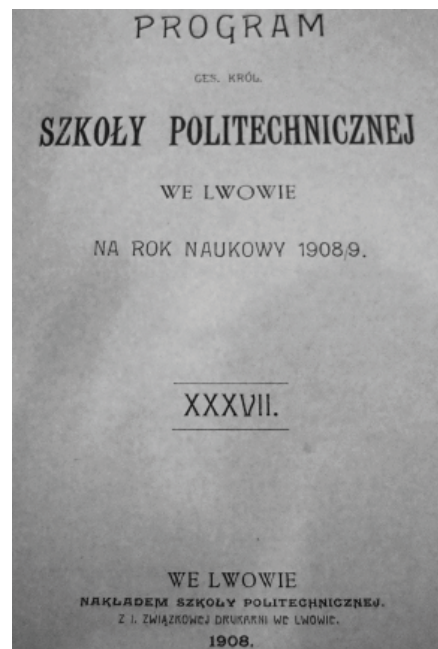 PROGRAM
CES. KRÓL.
SZKOŁY POLITECHNICZNEJ
WE LWOWIE
NA ROK NAUKOWY 1908/9.
XXXVII.
WE LWOWIE
NAKŁADEM SZKOŁY POLITECHNICZNEJ.
Z I. ZWIĄZKOWEJ DRUKARNI WE LWOWIE.
1908.